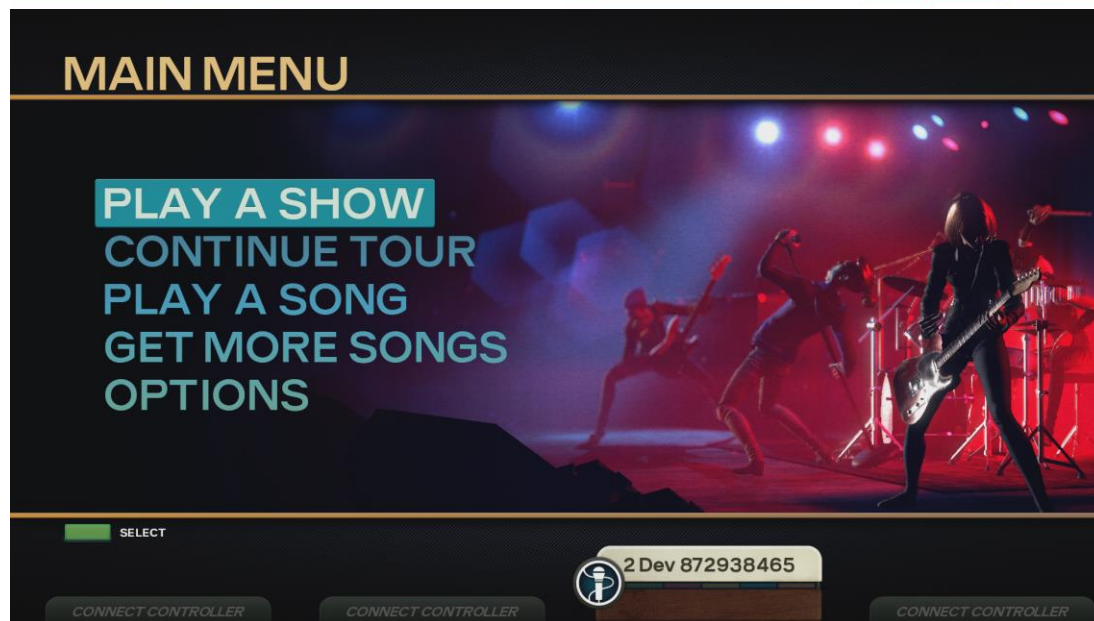 MAIN MENU
PLAY A SHOW
CONTINUE TOUR
PLAY A SONG
GET MORE SONGS
OPTIONS
SELECT
2 Dev 872938465
CONNECT CONTROLLER
CONNECT CONTROLLER
CONNECT CONTROLLER